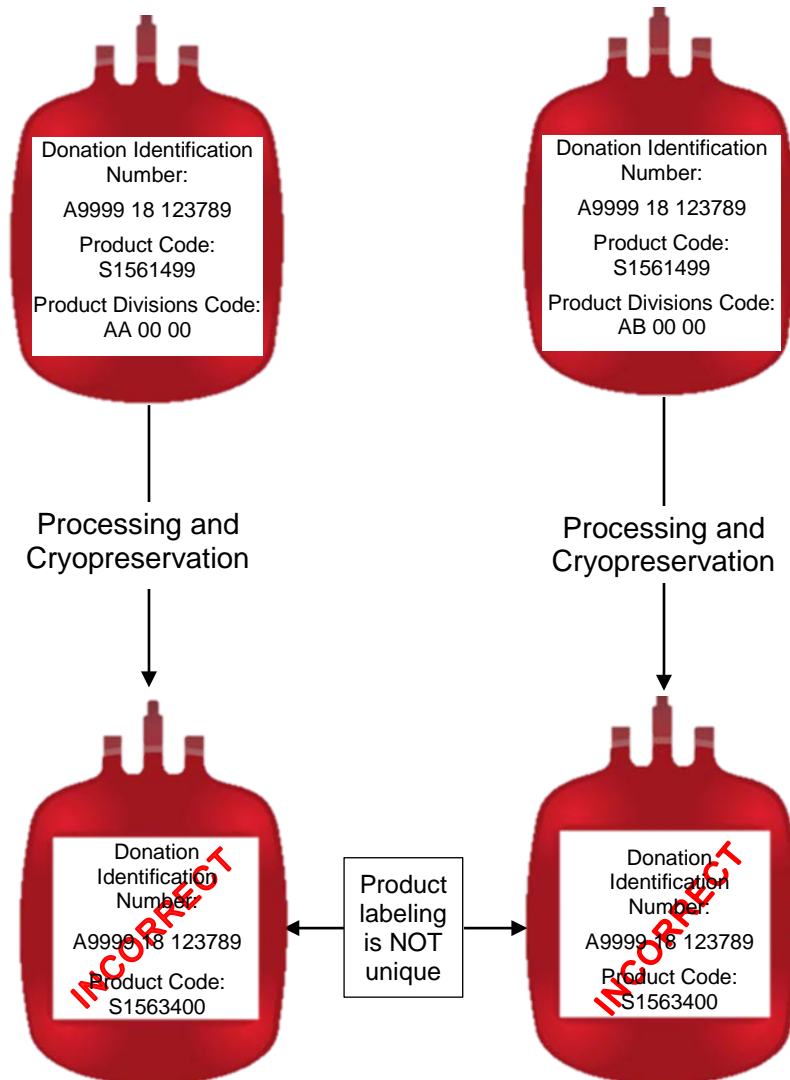 Donation Identification
Number:
A9999 18 123789
Product Code:
S1561499
Product Divisions Code:
AA 00 00
Donation Identification
Number:
A9999 18 123789
Product Code:
S1561499
Product Divisions Code:
AB 00 00
Processing and
Cryopreservation
Processing and
Cryopreservation
Donation
Identification
Number:
A9999 18 123789
Product Code:
S1563400
INCORRECT
Product
labeling
is NOT
unique
Donation
Identification
Number:
A9999 18 123789
Product Code:
S1563400
INCORRECT